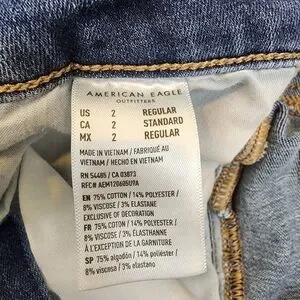 AMERICAN EAGLE
OUTFITTERS
US 2 REGULAR
CA 2 STANDARD
MX 2 REGULAR
MADE IN VIETNAM / FABRIQUÉ AU
VIETNAM / HECHO EN VIETNAM
RN 54485 / CA 03873
RFC# AEM120605U9A
EN 75% COTTON / 14% POLYESTER /
8% VISCOSE / 3% ELASTANE
EXCLUSIVE OF DECORATION
FR 75% COTON / 14% POLYESTER /
8% VISCOSE / 3% ÉLASTHANNE
À L'EXCEPTION DE LA GARNITURE
SP 75% algodón / 14% poliéster /
8% viscosa / 3% elastano